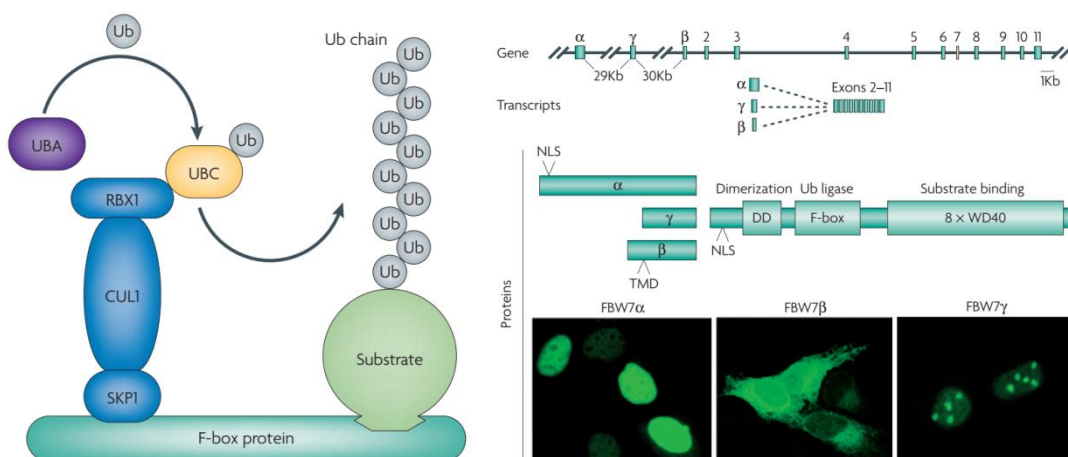 Ub
Ub chain
Ub
Ub
Ub
Ub
Ub
Ub
Ub
Ub
Ub
Ub
UBA
UBC
RBX1
CUL1
SKP1
Substrate
F-box protein
α γ β 2 3 4 5 6 7 8 9 10 11
Gene
29Kb 30Kb
1Kb
Transcripts
α
γ
β
Exons 2–11
Proteins
NLS
α
γ
β
TMD
Dimerization Ub ligase Substrate binding
DD F-box 8 × WD40
NLS
FBW7α FBW7β FBW7γ